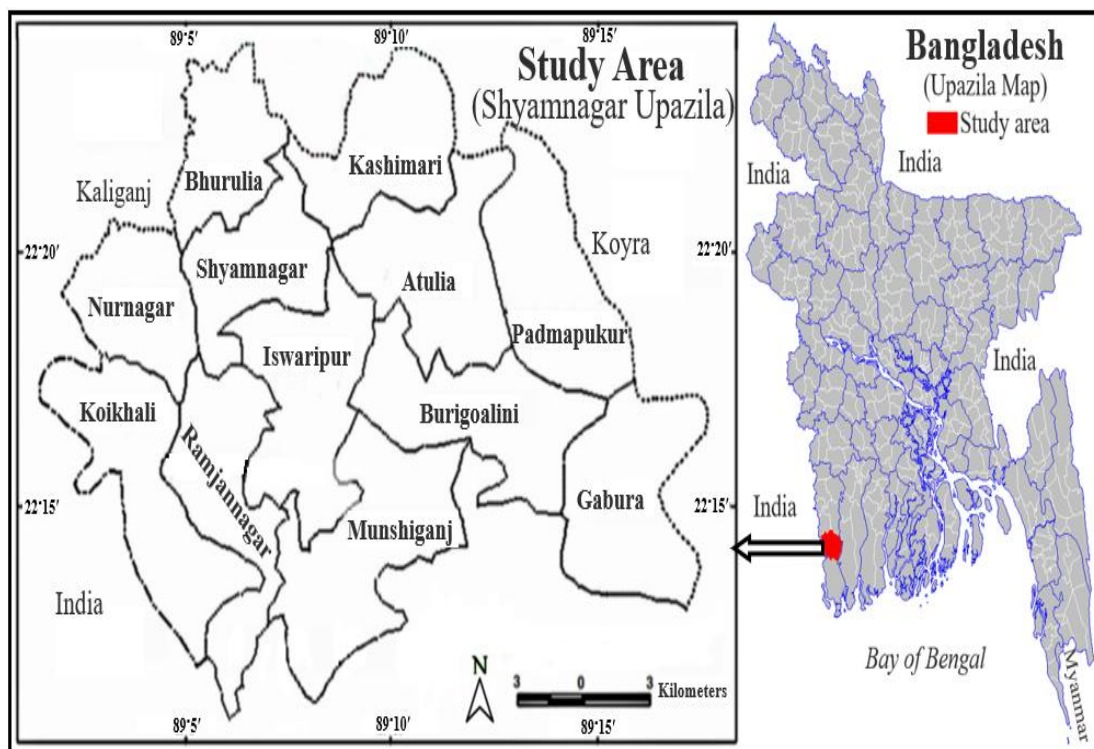 89°5′ 89°10′ 89°15′
Study Area
(Shyamnagar Upazila)
Kashimari
Bhurulia
Kaliganj
Koyra
22°20′
22°20′
Shyamnagar
Atulia
Nurnagar
Padmapukur
Iswaripur
Koikhali
Burigoalini
Ramjannagar
Gabura
22°15′
22°15′
Munshiganj
India
N
3 0 3
Kilometers
89°5′ 89°10′ 89°15′
Bangladesh
(Upazila Map)
Study area
India
India
India
India
Bay of Bengal
Myanmar